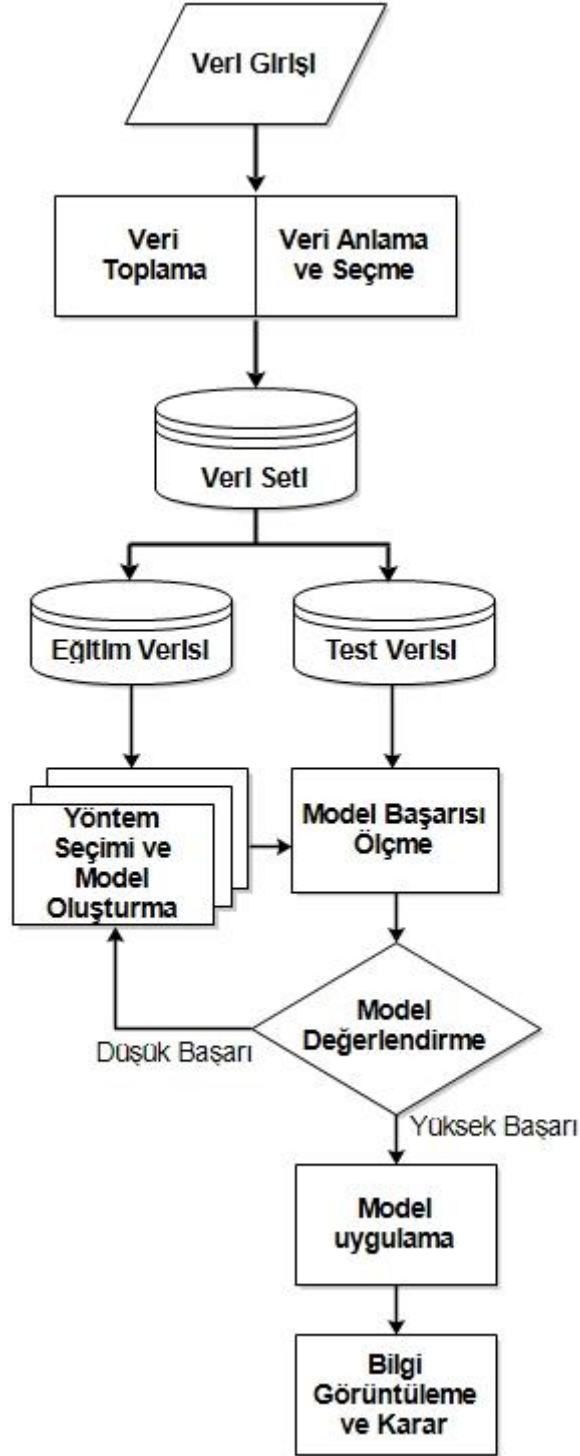 Veri Girişi
Veri
Toplama
Veri Anlama
ve Seçme
Veri Seti
Eğitim Verisi
Test Verisi
Yöntem
Seçimi ve
Model
Oluşturma
Model Başarısı
Ölçme
Model
Değerlendirme
Düşük Başarı
Yüksek Başarı
Model
uygulama
Bilgi
Görüntüleme
ve Karar